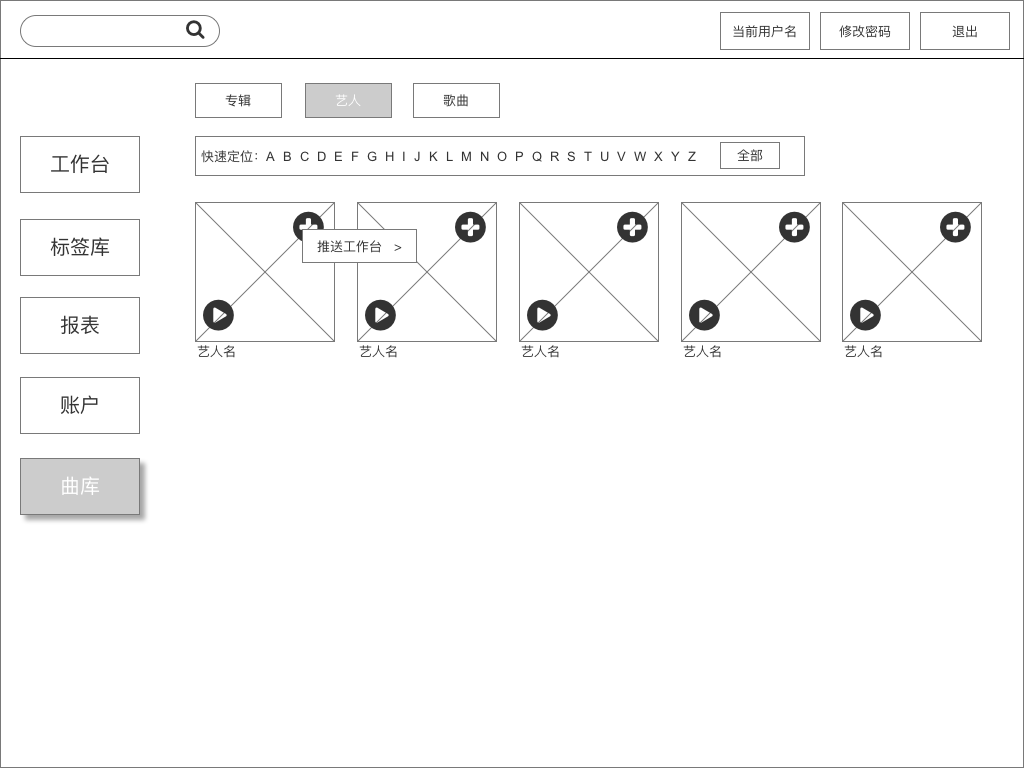 当前用户名 修改密码 退出
专辑 艺人 歌曲
工作台
快速定位: A B C D E F G H I J K L M N O P Q R S T U V W X Y Z 全部
标签库
推送工作台 >
报表
艺人名 艺人名 艺人名 艺人名 艺人名
账户
曲库